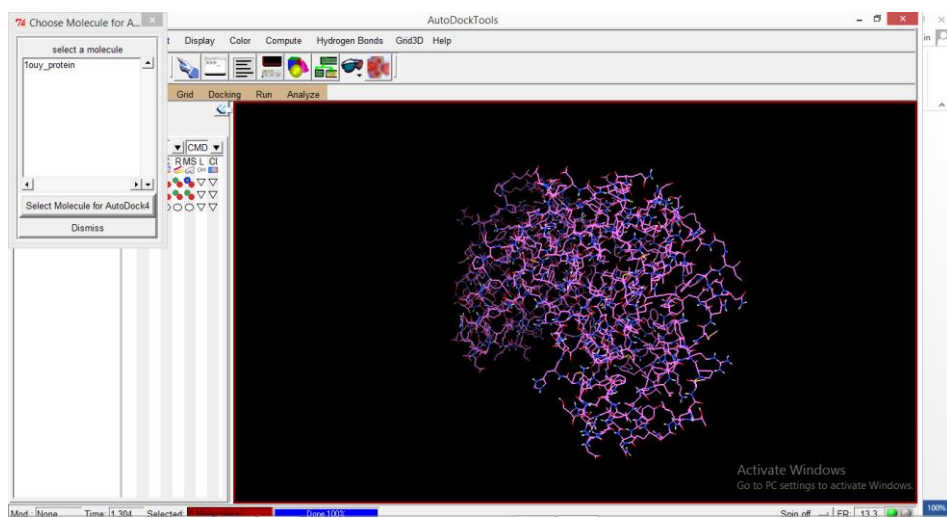 Choose Molecule for A...
AutoDockTools
select a molecule
1ouy_protein
Select Molecule for AutoDock4
Dismiss
Display Color Compute Hydrogen Bonds Grid3D Help
Grid Docking Run Analyze
CMD
R MS L Cl
Activate Windows
Go to PC settings to activate Windows.
Mod.: None Time: 1.304 Selected: Done 100% Spin off FR: 13.3
100%
in